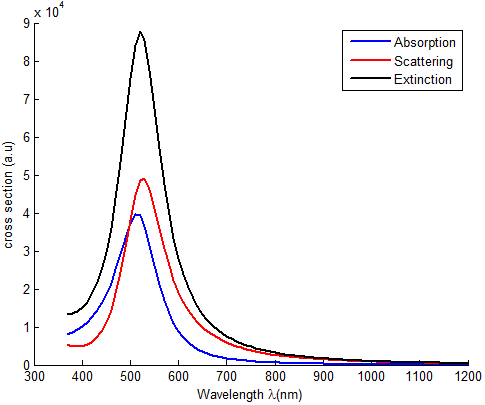 x 10^4
9
8
7
6
5
4
3
2
1
0
cross section (a.u)
Absorption
Scattering
Extinction
300 400 500 600 700 800 900 1000 1100 1200
Wavelength λ(nm)